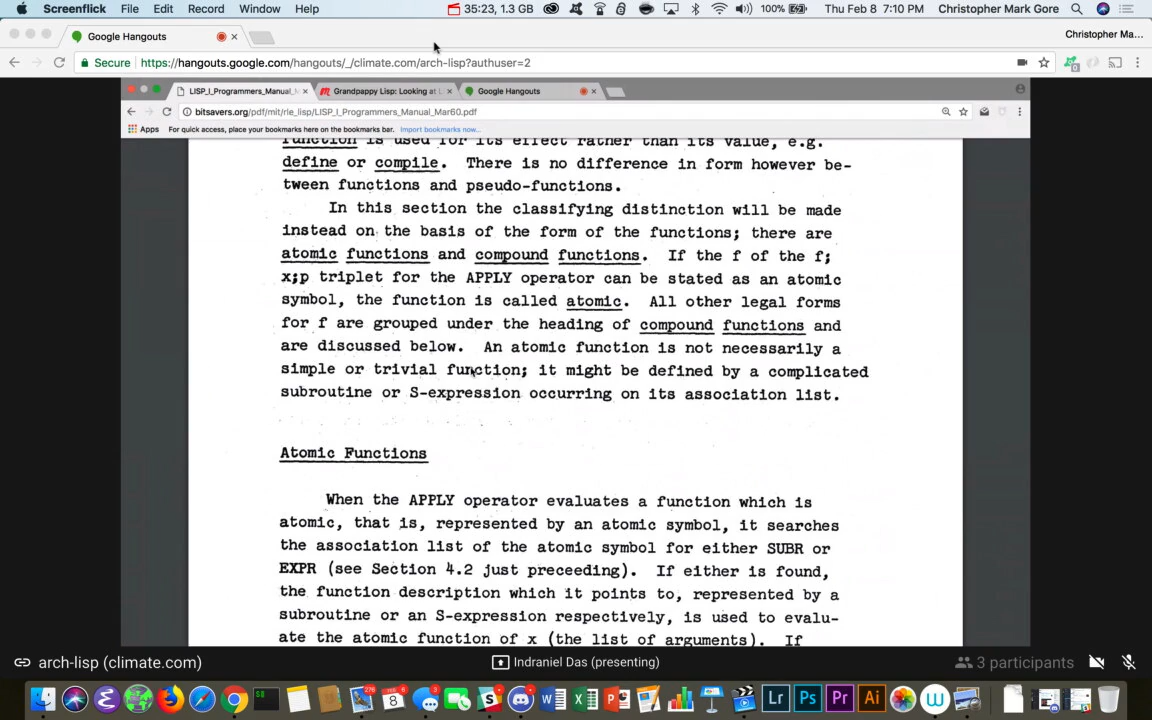 Screenflick File Edit Record Window Help 35:23, 1.3 GB 100% Thu Feb 8 7:10 PM Christopher Mark Gore
Google Hangouts Christopher Ma...
Secure https://hangouts.google.com/hangouts/_/climate.com/arch-lisp?authuser=2
LISP_I_Programmers_Manual_M Grandpappy Lisp: Looking at L Google Hangouts
bitsavers.org/pdf/mit/rle_lisp/LISP_I_Programmers_Manual_Mar60.pdf
Apps For quick access, place your bookmarks here on the bookmarks bar. Import bookmarks now...
function is used for its effect rather than its value, e.g.
define or compile. There is no difference in form however be-
tween functions and pseudo-functions.
In this section the classifying distinction will be made
instead on the basis of the form of the functions; there are
atomic functions and compound functions. If the f of the f;
x;p triplet for the APPLY operator can be stated as an atomic
symbol, the function is called atomic. All other legal forms
for f are grouped under the heading of compound functions and
are discussed below. An atomic function is not necessarily a
simple or trivial function; it might be defined by a complicated
subroutine or S-expression occurring on its association list.
Atomic Functions
When the APPLY operator evaluates a function which is
atomic, that is, represented by an atomic symbol, it searches
the association list of the atomic symbol for either SUBR or
EXPR (see Section 4.2 just preceeding). If either is found,
the function description which it points to, represented by a
subroutine or an S-expression respectively, is used to evalu-
ate the atomic function of x (the list of arguments). If
arch-lisp (climate.com) Indraniel Das (presenting) 3 participants